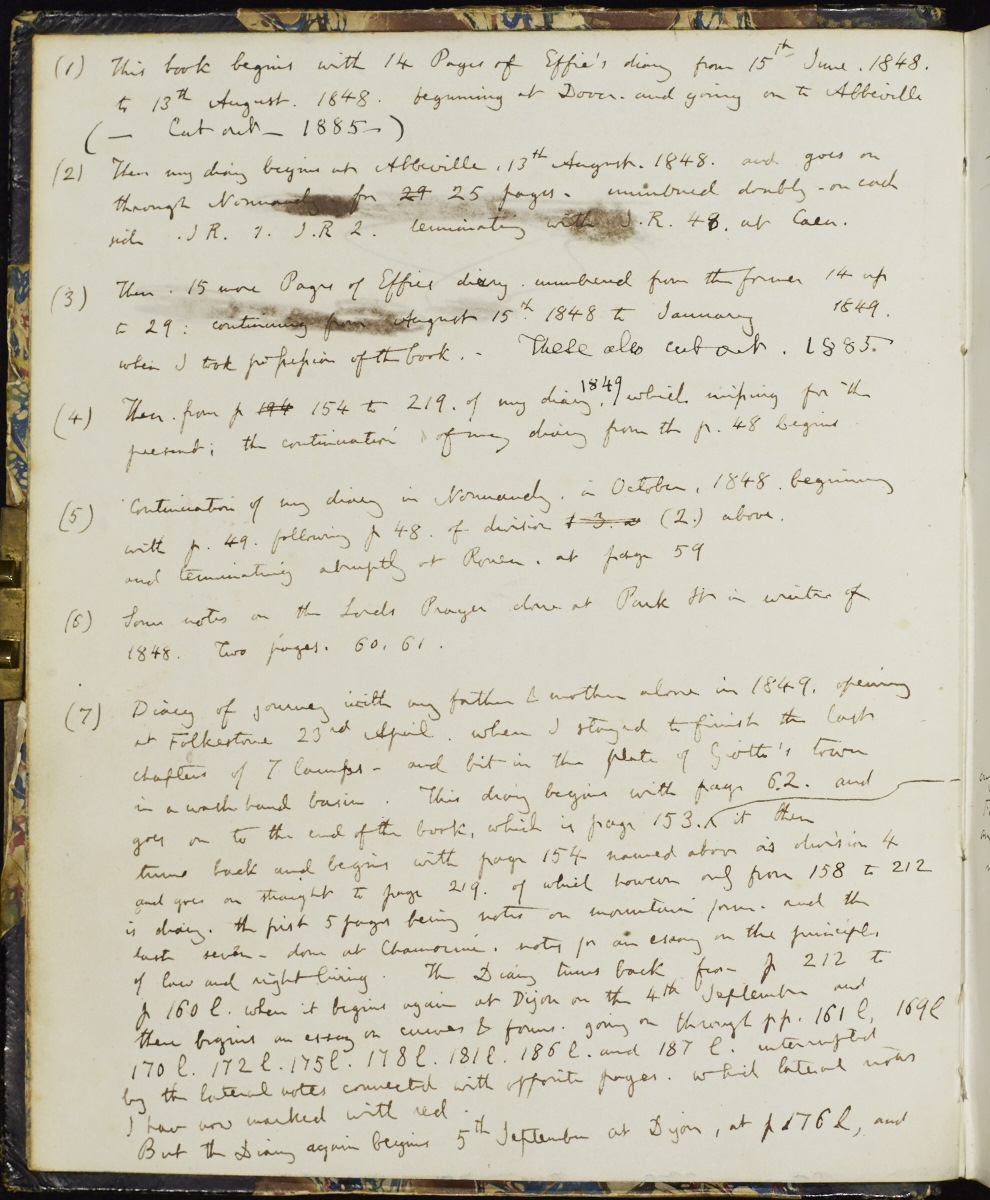 (1) This book begins with 14 Pages of Effie's diary from 15th June. 1848.
to 13th August. 1848. beginning at Dover. and going on to Abbeville
(— Cut out — 1885—)
(2) Then my diary begins at Abbeville, 13th August. 1848. and goes on
through Normandy for 29 25 pages. numbered doubly - on each
side. J R. 1. J.R 2. terminating with J.R. 48. at Caen.
(3) Then. 15 more Pages of Effies diary. numbered from the former 14 up
to 29: continuing from August 15th 1848 to January 1849.
when I took possession of the book. - These also cut out. 1885.
(4) Then. from p 194 154 to 219. of my diary, 1849 which missing for the
present; the continuation of my diary from the p. 48 begins
(5) Continuation of my diary in Normandy. in October, 1848. beginning
with p. 49. following p 48. of division (2.) above.
and terminating abruptly at Rouen. at page 59
(6) Some notes on the Lords Prayer done at Park St in winter of
1848. Two pages. 60. 61.
(7) Diary of journey with my father & mother alone in 1849. opening
at Folkestone 23rd April. when I stayed to finish the last
chapters of 7 Lamps - and bit in the plate of Giotto's tower
in a wash hand basin. This diary begins with page 62. and
goes on to the end of the book, which is page 153. it then
turns back and begins with page 154 named above as division 4
and goes on straight to page 219. of which however only from 158 to 212
is diary. the first 5 pages being notes on mountain form. and the
last seven - done at Chamouni. notes for an essay on the principles
of law and right living. The Diary turns back from p 212 to
p 160 l. when it begins again at Dijon on the 4th September and
then begins an essay on curves & forms. going on through pp. 161 l, 169 l
170 l. 172 l. 175 l. 178 l. 181 l. 186 l. and 187 l. interrupted
by the lateral notes connected with opposite pages. which lateral notes
I have now marked with red.
But the Diary again begins 5th September at Dijon, at p 176 l, and